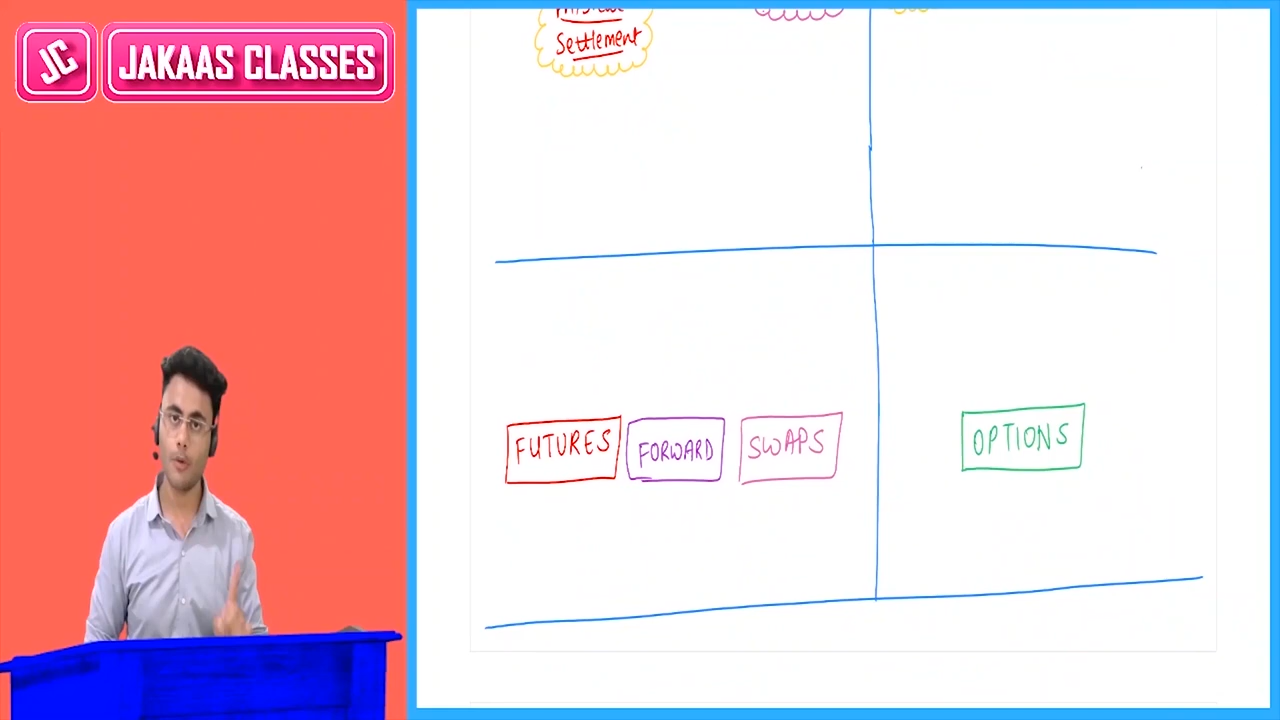 JC
JAKAAS CLASSES
Settlement
FUTURES
FORWARD
SWAPS
OPTIONS